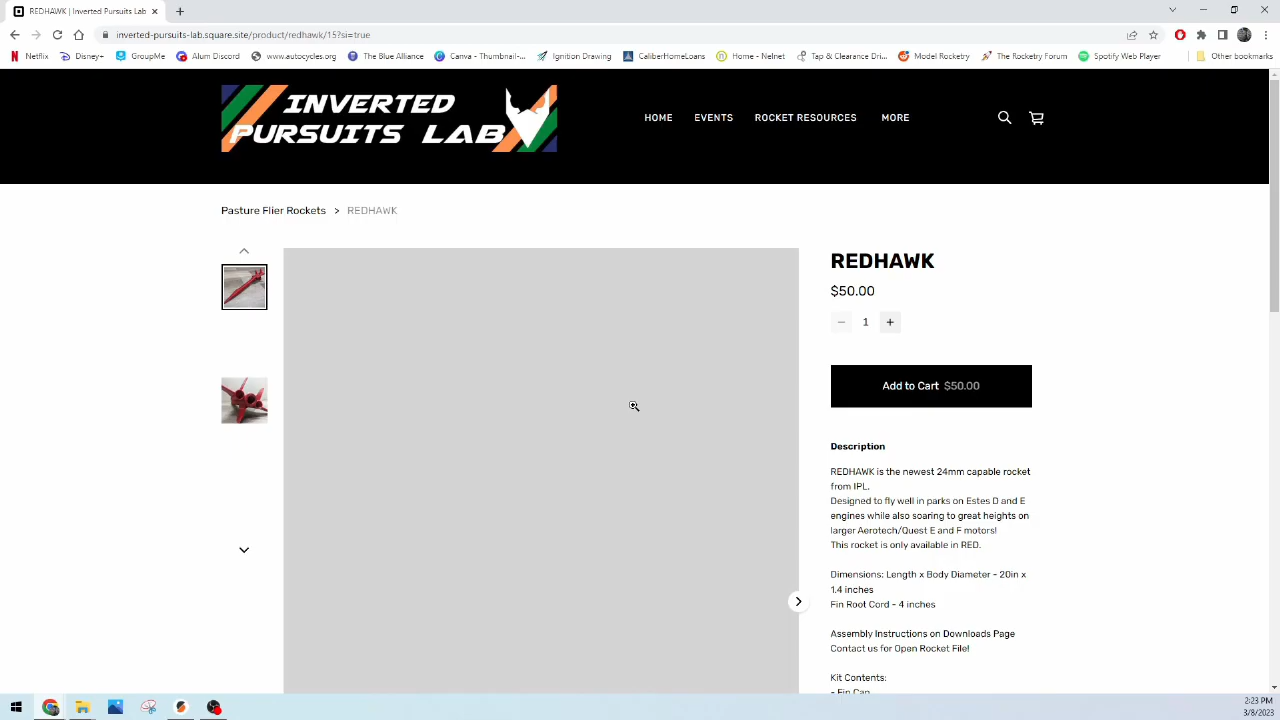 REDHAWK | Inverted Pursuits Lab
inverted-pursuits-lab.square.site/product/redhawk/15?si=true
Netflix
Disney+
GroupMe
Alum Discord
www.autocycles.org
The Blue Alliance
Canva - Thumbnail-...
Ignition Drawing
CaliberHomeLoans
Home - Nelnet
Tap & Clearance Dri...
Model Rocketry
The Rocketry Forum
Spotify Web Player
Other bookmarks
INVERTED
PURSUITS LAB
HOME
EVENTS
ROCKET RESOURCES
MORE
Pasture Flier Rockets > REDHAWK
REDHAWK
$50.00
1
Add to Cart $50.00
Description
REDHAWK is the newest 24mm capable rocket
from IPL.
Designed to fly well in parks on Estes D and E
engines while also soaring to great heights on
larger Aerotech/Quest E and F motors!
This rocket is only available in RED.
Dimensions: Length x Body Diameter - 20in x
1.4 inches
Fin Root Cord - 4 inches
Assembly Instructions on Downloads Page
Contact us for Open Rocket File!
Kit Contents:
- Fin Can
2:23 PM
3/8/2023